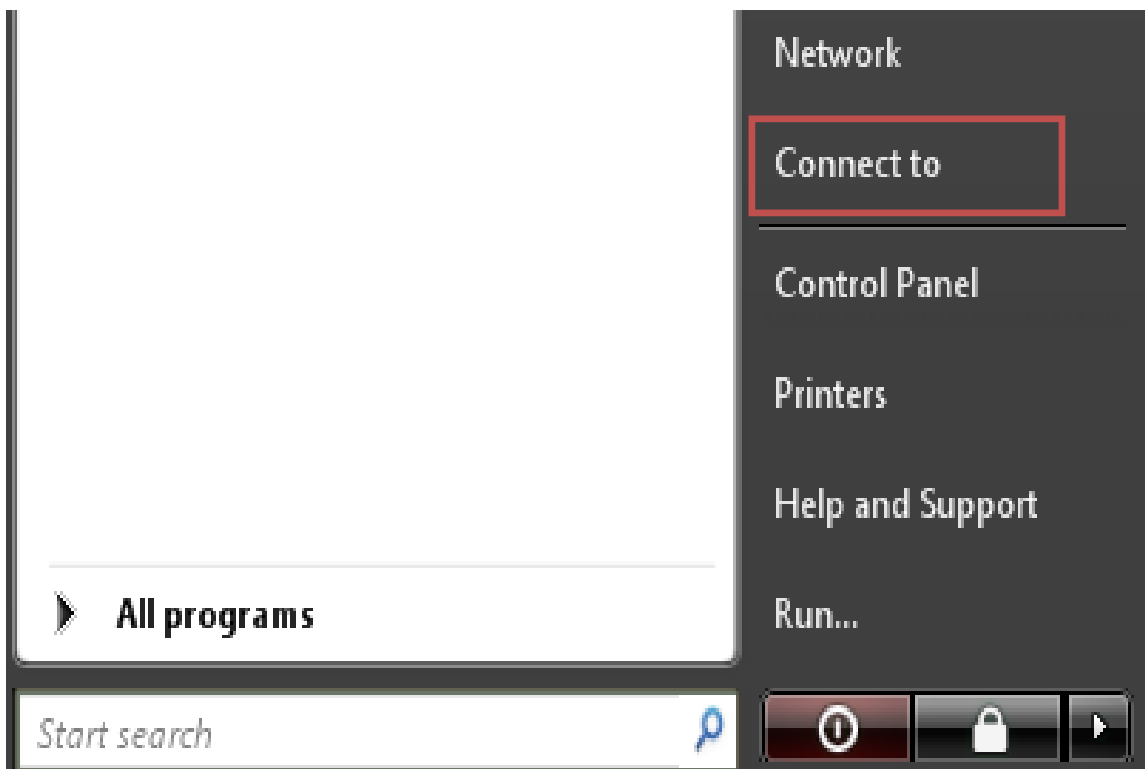 Network
Connect to
Control Panel
Printers
Help and Support
All programs
Run...
Start search